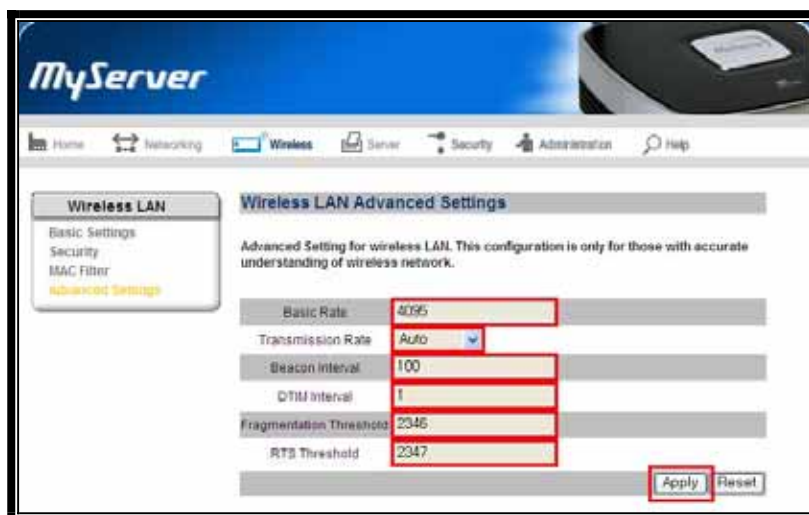 MyServer
Home Networking Wireless Server Security Administration Help
Wireless LAN
Basic Settings
Security
MAC Filter
Advanced Settings
Wireless LAN Advanced Settings
Advanced Setting for wireless LAN. This configuration is only for those with accurate
understanding of wireless network.
Basic Rate 4095
Transmission Rate Auto
Beacon Interval 100
DTIM Interval 1
Fragmentation Threshold 2346
RTS Threshold 2347
Apply Reset